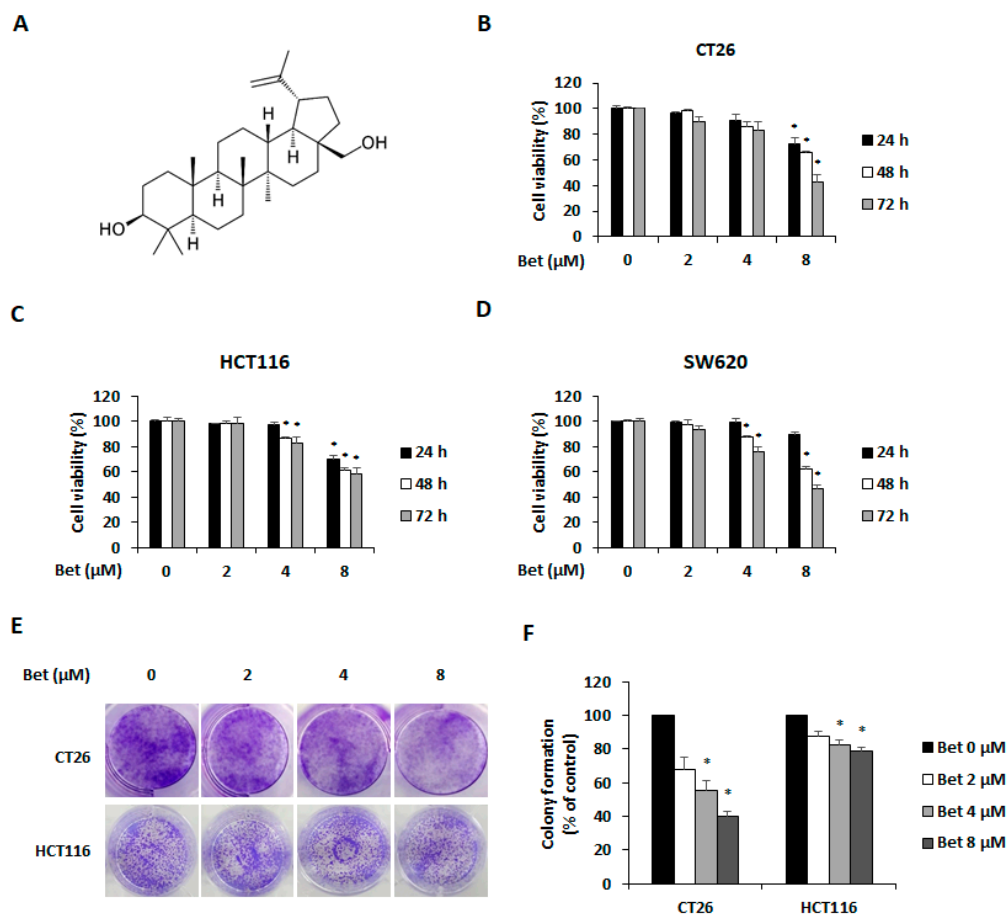 A
H
H
H
H
OH
HO
B
CT26
Cell viability (%)
120
100
80
60
40
20
0
* * *
24 h
48 h
72 h
Bet (μM) 0 2 4 8
C
HCT116
Cell viability (%)
120
100
80
60
40
20
0
* * * * *
24 h
48 h
72 h
Bet (μM) 0 2 4 8
D
SW620
Cell viability (%)
120
100
80
60
40
20
0
* * * *
24 h
48 h
72 h
Bet (μM) 0 2 4 8
E
Bet (μM) 0 2 4 8
CT26
HCT116
F
Colony formation
(% of control)
120
100
80
60
40
20
0
* * * *
CT26 HCT116
Bet 0 μM
Bet 2 μM
Bet 4 μM
Bet 8 μM